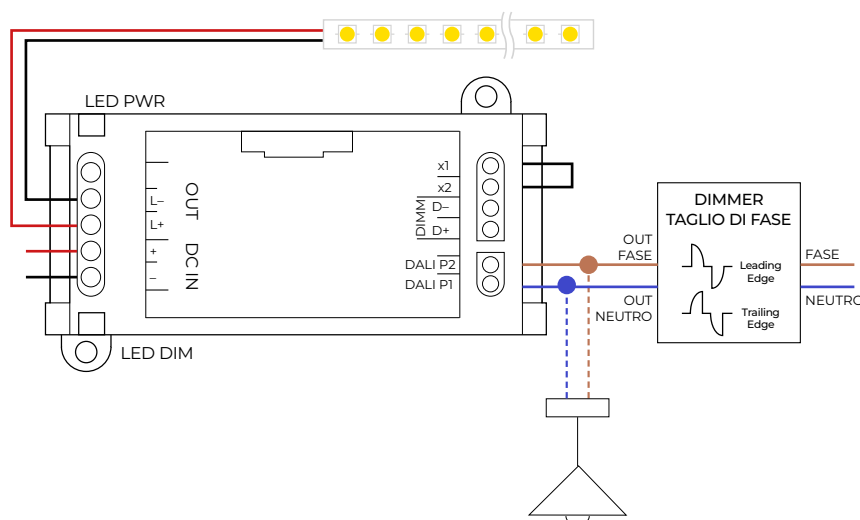 LED PWR
OUT
L–
L+
DC IN
+
–
x1
x2
DIMM
D–
D+
DALI P2
DALI P1
LED DIM
OUT
FASE
OUT
NEUTRO
DIMMER
TAGLIO DI FASE
Leading
Edge
Trailing
Edge
FASE
NEUTRO